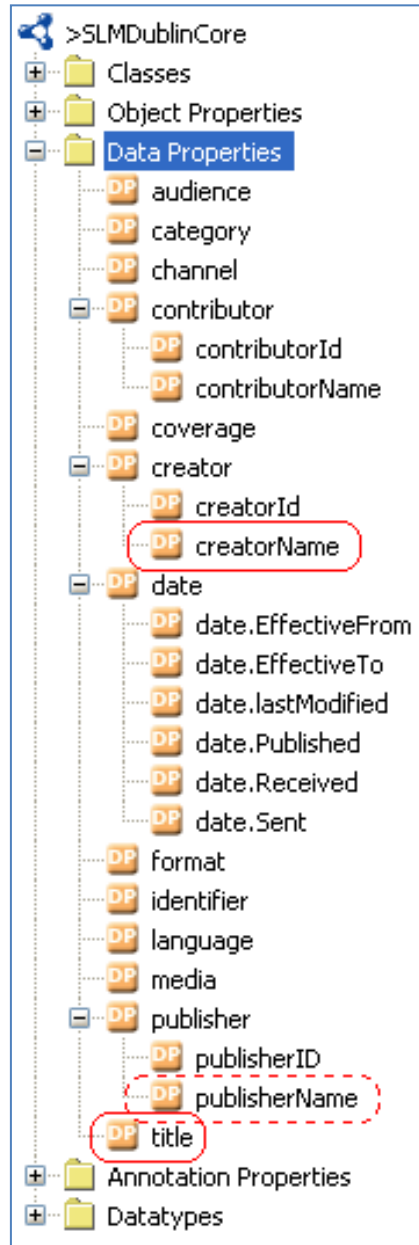 >SLMDublinCore
Classes
Object Properties
Data Properties
DP audience
DP category
DP channel
DP contributor
DP contributorId
DP contributorName
DP coverage
DP creator
DP creatorId
DP creatorName
DP date
DP date.EffectiveFrom
DP date.EffectiveTo
DP date.lastModified
DP date.Published
DP date.Received
DP date.Sent
DP format
DP identifier
DP language
DP media
DP publisher
DP publisherID
DP publisherName
DP title
Annotation Properties
Datatypes